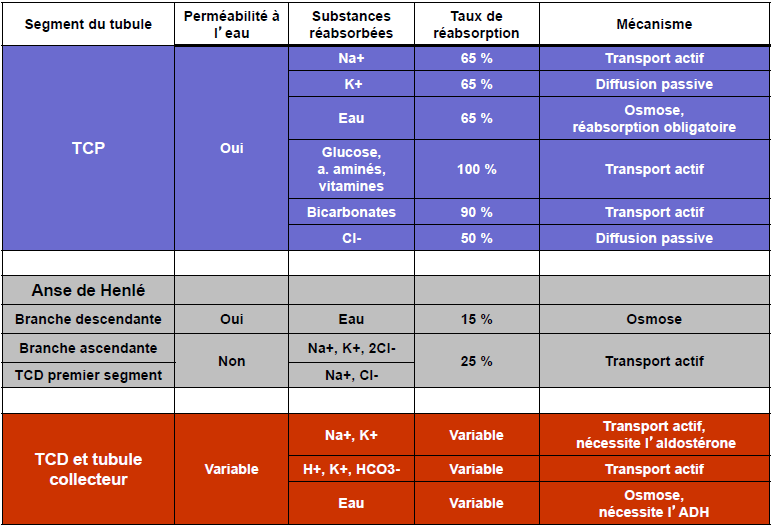 Segment du tubule
Perméabilité à
l’eau
Substances
réabsorbées
Taux de
réabsorption
Mécanisme
TCP
Oui
Na+
65 %
Transport actif
K+
65 %
Diffusion passive
Eau
65 %
Osmose,
réabsorption obligatoire
Glucose,
a. aminés,
vitamines
100 %
Transport actif
Bicarbonates
90 %
Transport actif
Cl-
50 %
Diffusion passive
Anse de Henlé
Branche descendante
Oui
Eau
15 %
Osmose
Branche ascendante
Non
Na+, K+, 2Cl-
25 %
Transport actif
TCD premier segment
Na+, Cl-
TCD et tubule
collecteur
Variable
Na+, K+
Variable
Transport actif,
nécessite l’aldostérone
H+, K+, HCO3-
Variable
Transport actif
Eau
Variable
Osmose,
nécessite l’ADH